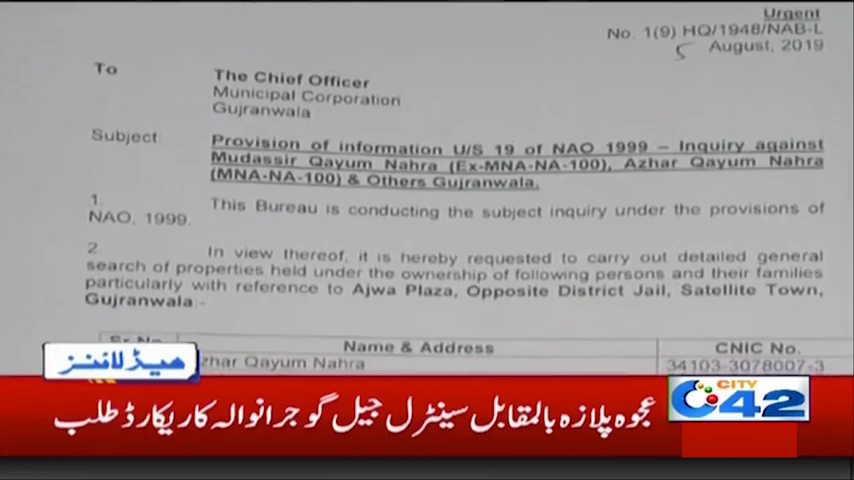 Urgent
No. 1(9) HQ/1948/NAB-L
5 August, 2019
To
The Chief Officer
Municipal Corporation
Gujranwala
Subject:
Provision of information U/S 19 of NAO 1999 – Inquiry against
Mudassir Qayum Nahra (Ex-MNA-NA-100), Azhar Qayum Nahra
(MNA-NA-100) & Others Gujranwala.
1. This Bureau is conducting the subject inquiry under the provisions of
NAO, 1999.
2. In view thereof, it is hereby requested to carry out detailed general
search of properties held under the ownership of following persons and their families
particularly with reference to Ajwa Plaza, Opposite District Jail, Satellite Town,
Gujranwala:-
Sr.No. Name & Address CNIC No.
zhar Qayum Nahra 34103-3078007-3
ہیڈلائنز
CITY
42
عجوہ پلازہ بالمقابل سینٹرل جیل گوجرانوالہ کا ریکارڈ طلب